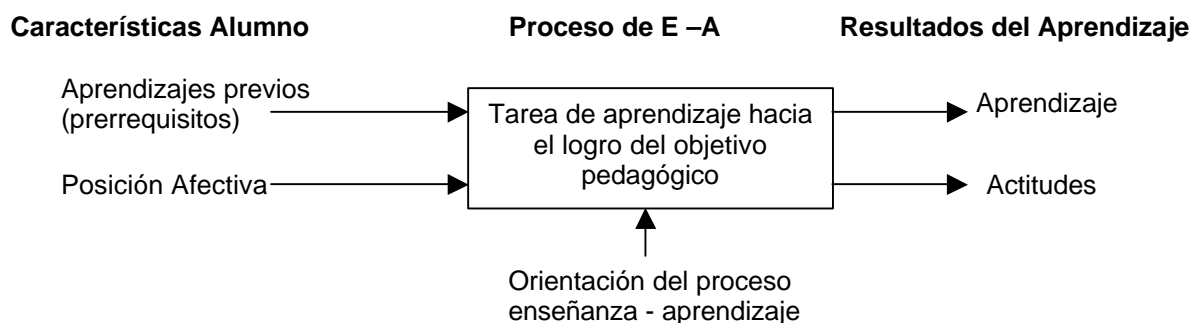 Características Alumno
Proceso de E –A
Resultados del Aprendizaje
Aprendizajes previos
(prerrequisitos)
Posición Afectiva
Tarea de aprendizaje hacia
el logro del objetivo
pedagógico
Aprendizaje
Actitudes
Orientación del proceso
enseñanza - aprendizaje